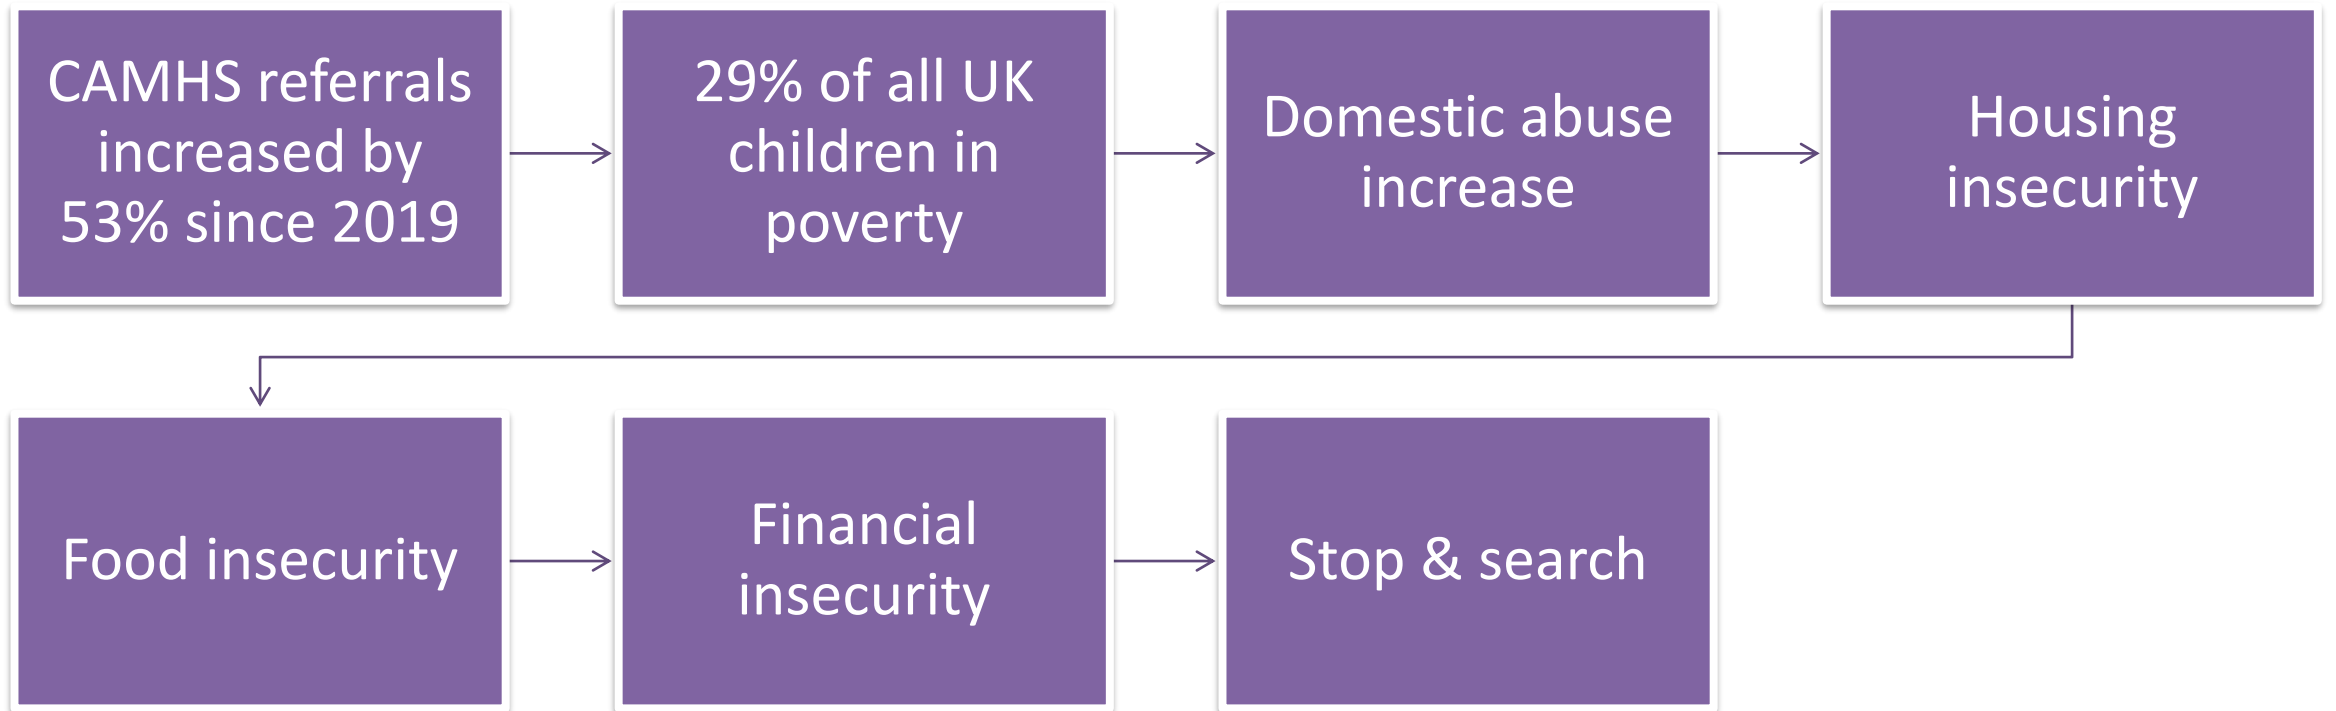 CAMHS referrals
increased by
53% since 2019
29% of all UK
children in
poverty
Domestic abuse
increase
Housing
insecurity
Food insecurity
Financial
insecurity
Stop & search